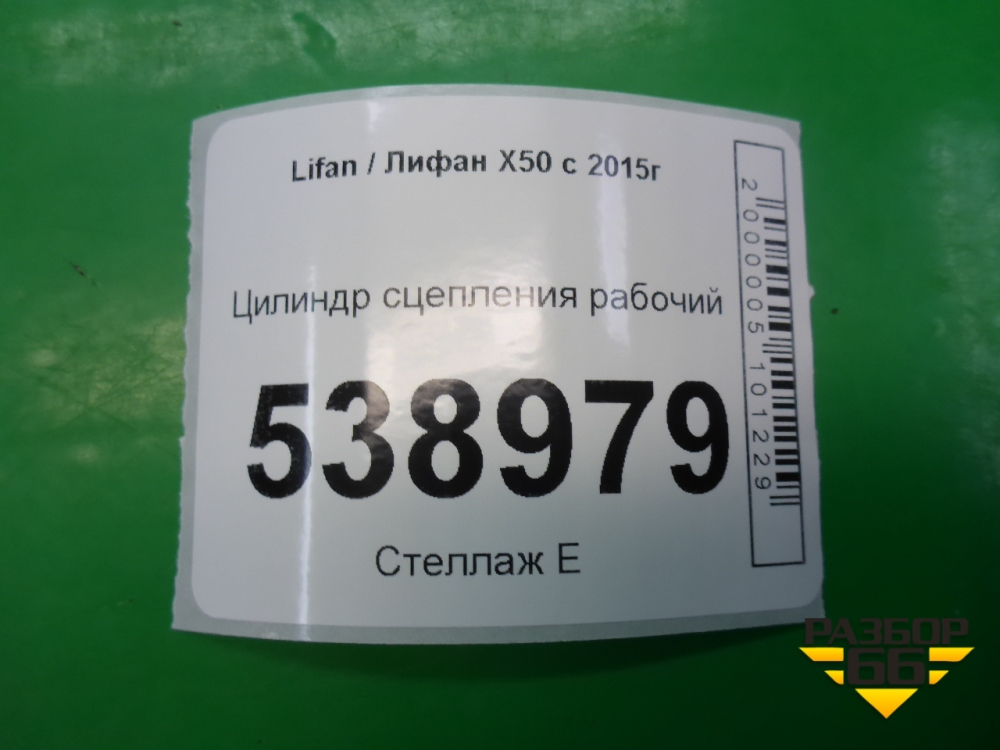 Lifan / Лифан X50 с 2015г
Цилиндр сцепления рабочий
538979
Стеллаж Е
2000005101229
РАЗБОР
66